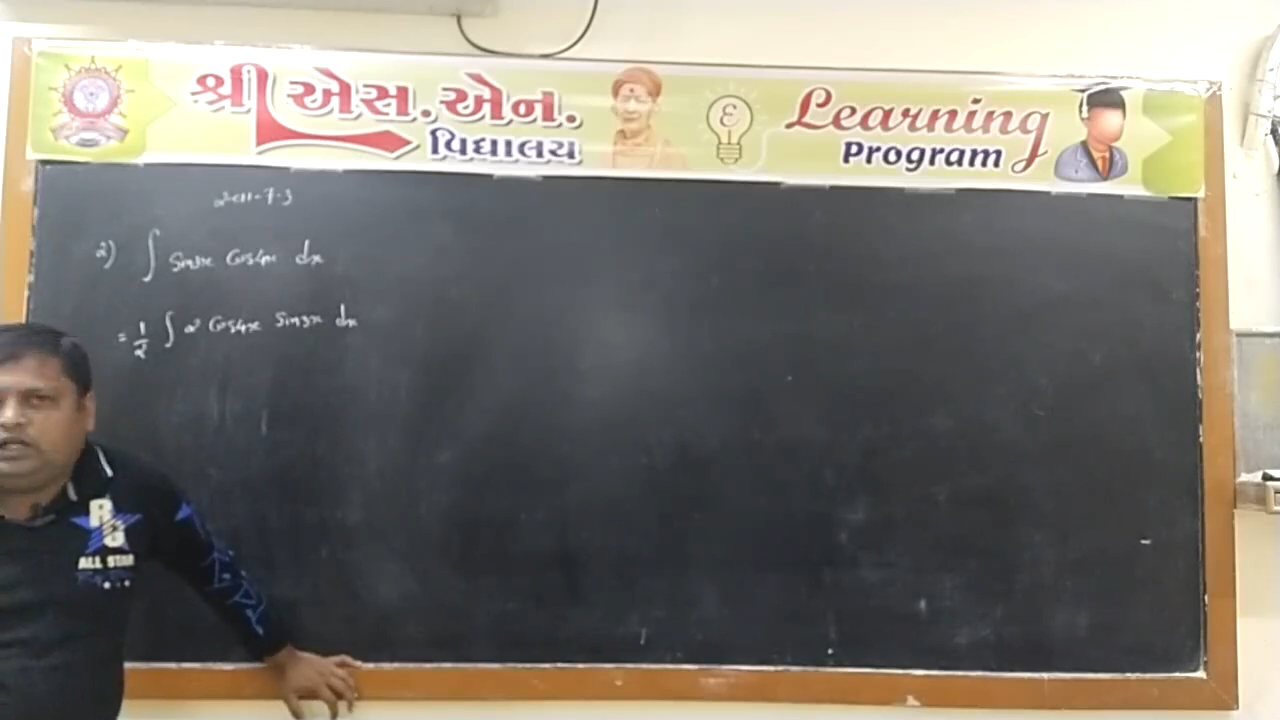 શ્રી એસ.એન.
વિદ્યાલય
Learning
Program
સ્વા-7.3
2) ∫ Sin3x Cos4x dx
= 1/2 ∫ 2 Cos4x Sin3x dx
R S
ALL STAR